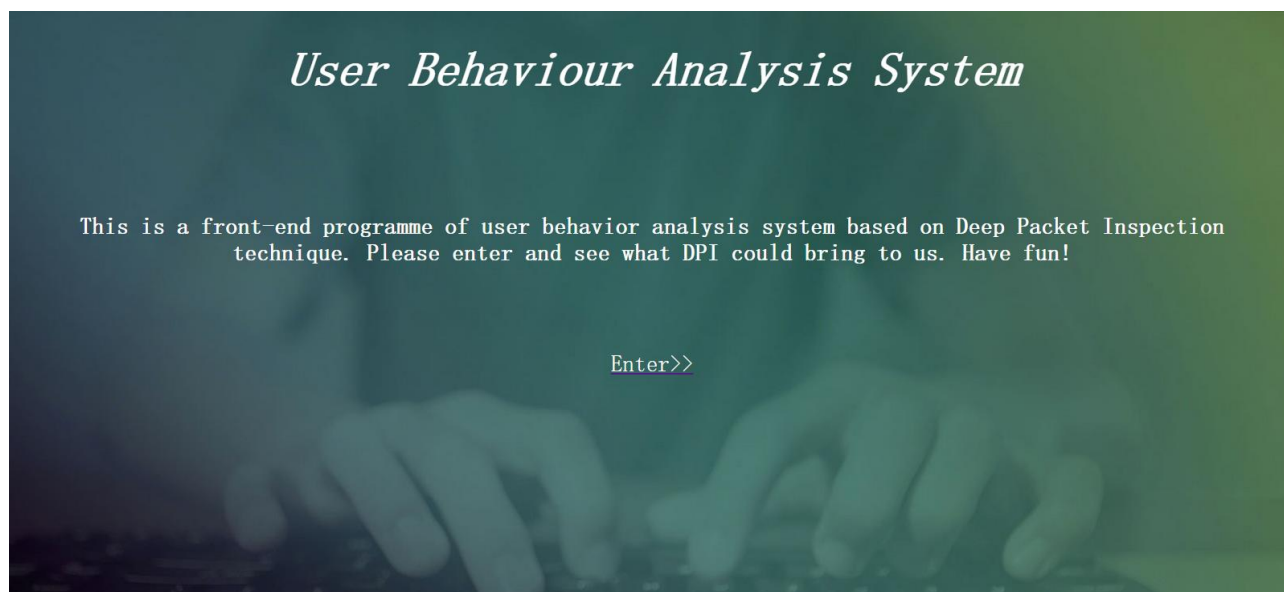 User Behaviour Analysis System
This is a front-end programme of user behavior analysis system based on Deep Packet Inspection
technique. Please enter and see what DPI could bring to us. Have fun!
Enter>>